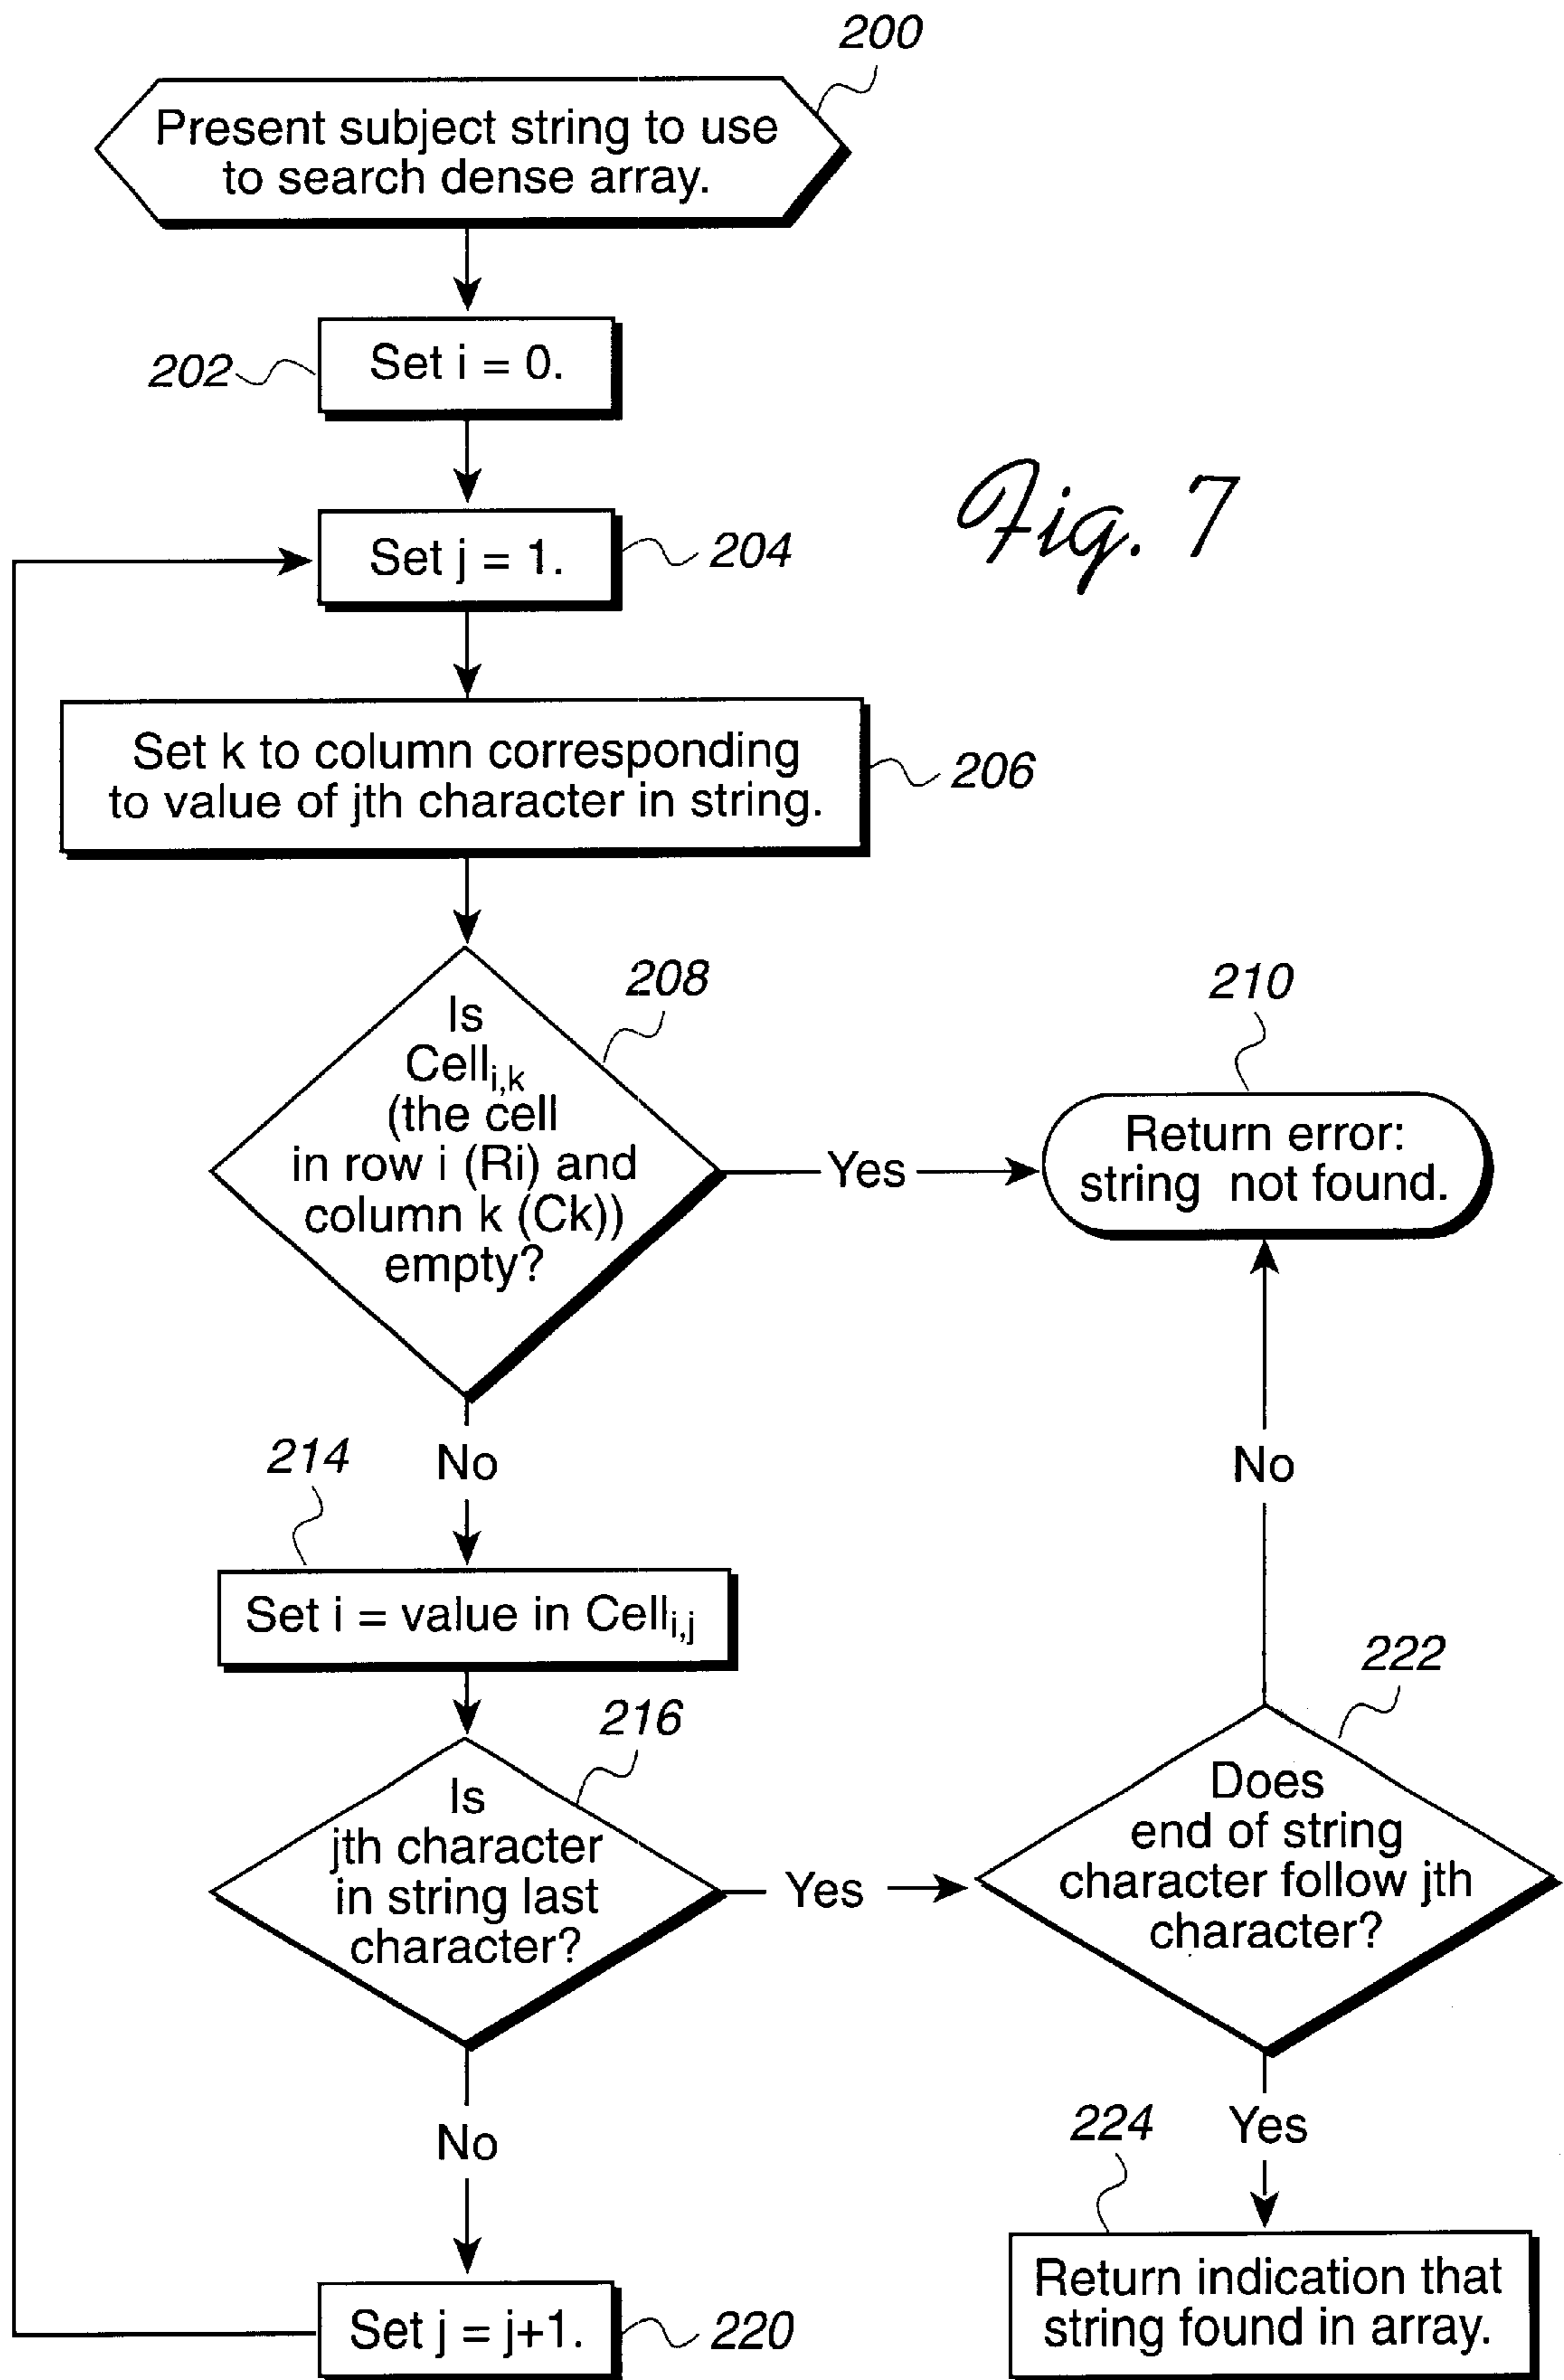 200
Present subject string to use
to search dense array.
202
Set i = 0.
Fig. 7
Set j = 1.
204
Set k to column corresponding
to value of jth character in string.
206
208
Is
Cell i,k
(the cell
in row i (Ri) and
column k (Ck))
empty?
Yes
210
Return error:
string not found.
No
214
Set i = value in Cell i,j
No
216
Is
jth character
in string last
character?
Yes
222
Does
end of string
character follow jth
character?
No
Set j = j+1.
220
Yes
224
Return indication that
string found in array.